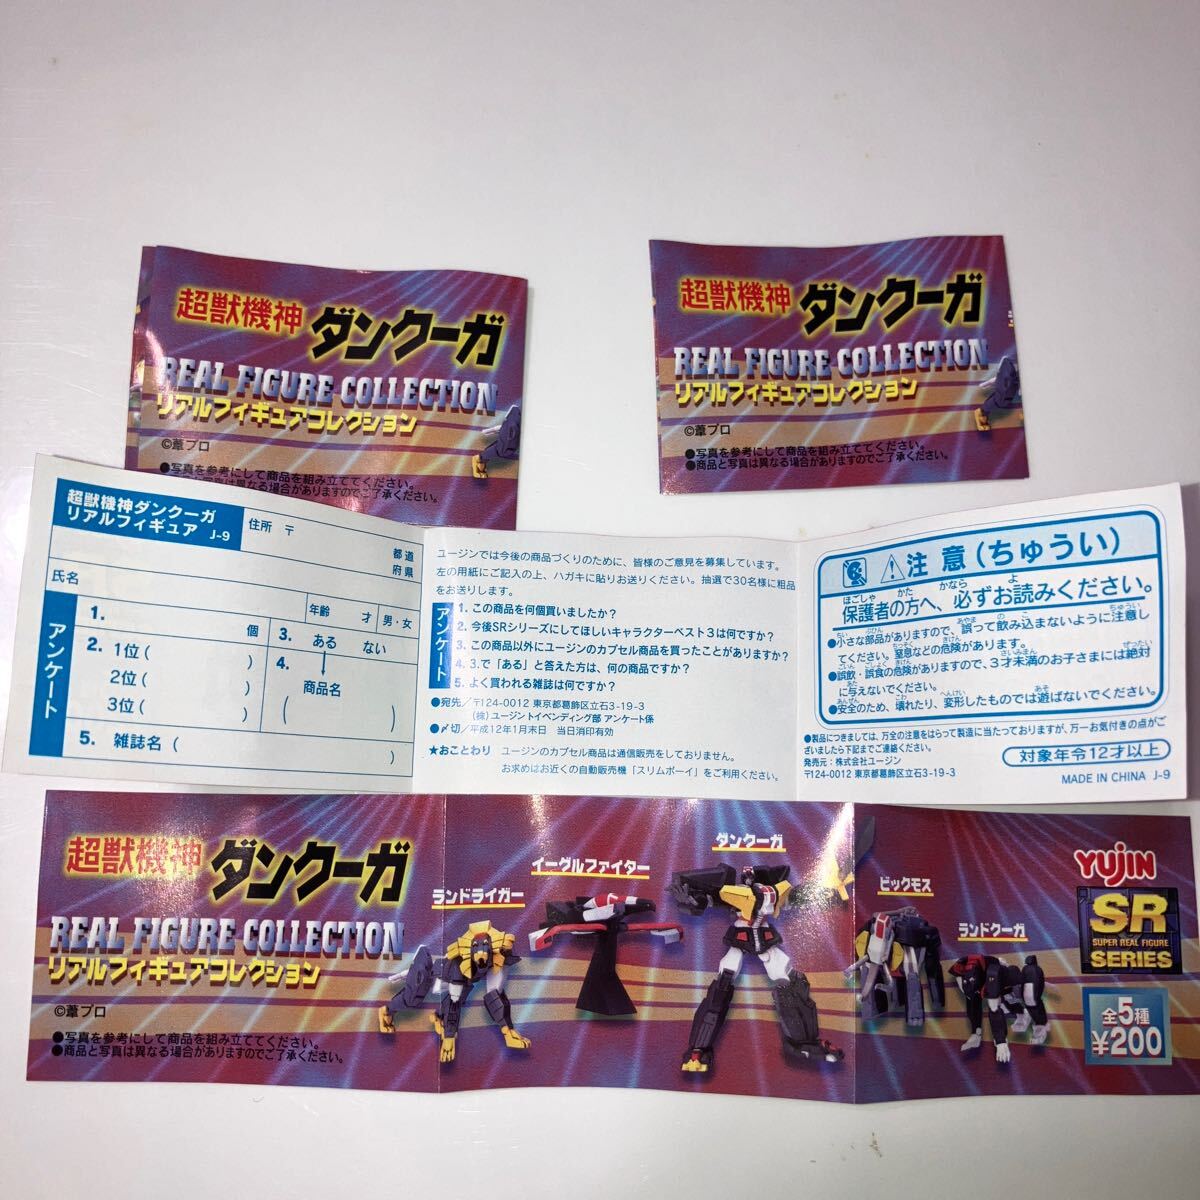 超獣機神 ダンクーガ
REAL FIGURE COLLECTION
リアルフィギュアコレクション
©葦プロ
●写真を参考にして商品を組み立ててください。
異なる場合がありますのでご了承ください。
超獣機神 ダンクーガ
REAL FIGURE COLLECTION
リアルフィギュアコレクション
©葦プロ
●写真を参考にして商品を組み立ててください。
●商品と写真は異なる場合がありますのでご了承ください。
超獣機神ダンクーガ
リアルフィギュア J-9
住所 〒
都道
府県
氏名
年齢 才 男・女
アンケート
1. 個
2. 1位( )
2位( )
3位( )
3. ある ない
4.
商品名
( )
5. 雑誌名 ( )
ユージンでは今後の商品づくりのために、皆様のご意見を募集しています。
左の用紙にご記入の上、ハガキに貼りお送りください。抽選で30名様に粗品
をお送りします。
アンケート
1. この商品を何個買いましたか?
2. 今後SRシリーズにしてほしいキャラクターベスト3は何ですか?
3. この商品以外にユージンのカプセル商品を買ったことがありますか?
4. 3.で「ある」と答えた方は、何の商品ですか?
5. よく買われる雑誌は何ですか?
●宛先/〒124-0012 東京都葛飾区立石3-19-3
(株)ユージン トイベンディング部 アンケート係
●〆切/平成12年1月末日 当日消印有効
★おことわり ユージンのカプセル商品は通信販売をしておりません。
お求めはお近くの自動販売機「スリムボーイ」をご利用ください。
注意(ちゅうい)
保護者の方へ、必ずお読みください。
ほごしゃ かた かなら よ
●小さな部品がありますので、誤って飲み込まないように注意し
てください。窒息などの危険があります。
●誤飲・誤食の危険がありますので、3才未満のお子さまには絶対
に与えないでください。
●安全のため、壊れたり、変形したものでは遊ばないでください。
●製品につきましては、万全の注意をはらって製造に当たっておりますが、万一お気付きの点がご
ざいましたら下記までご連絡ください。
発売元:株式会社ユージン
〒124-0012 東京都葛飾区立石3-19-3
対象年令12才以上
MADE IN CHINA J-9
超獣機神 ダンクーガ
REAL FIGURE COLLECTION
リアルフィギュアコレクション
©葦プロ
●写真を参考にして商品を組み立ててください。
●商品と写真は異なる場合がありますのでご了承ください。
ランドライガー
イーグルファイター
ダンクーガ
ビックモス
ランドクーガ
YUJIN
SR
SUPER REAL FIGURE
SERIES
全5種
¥200